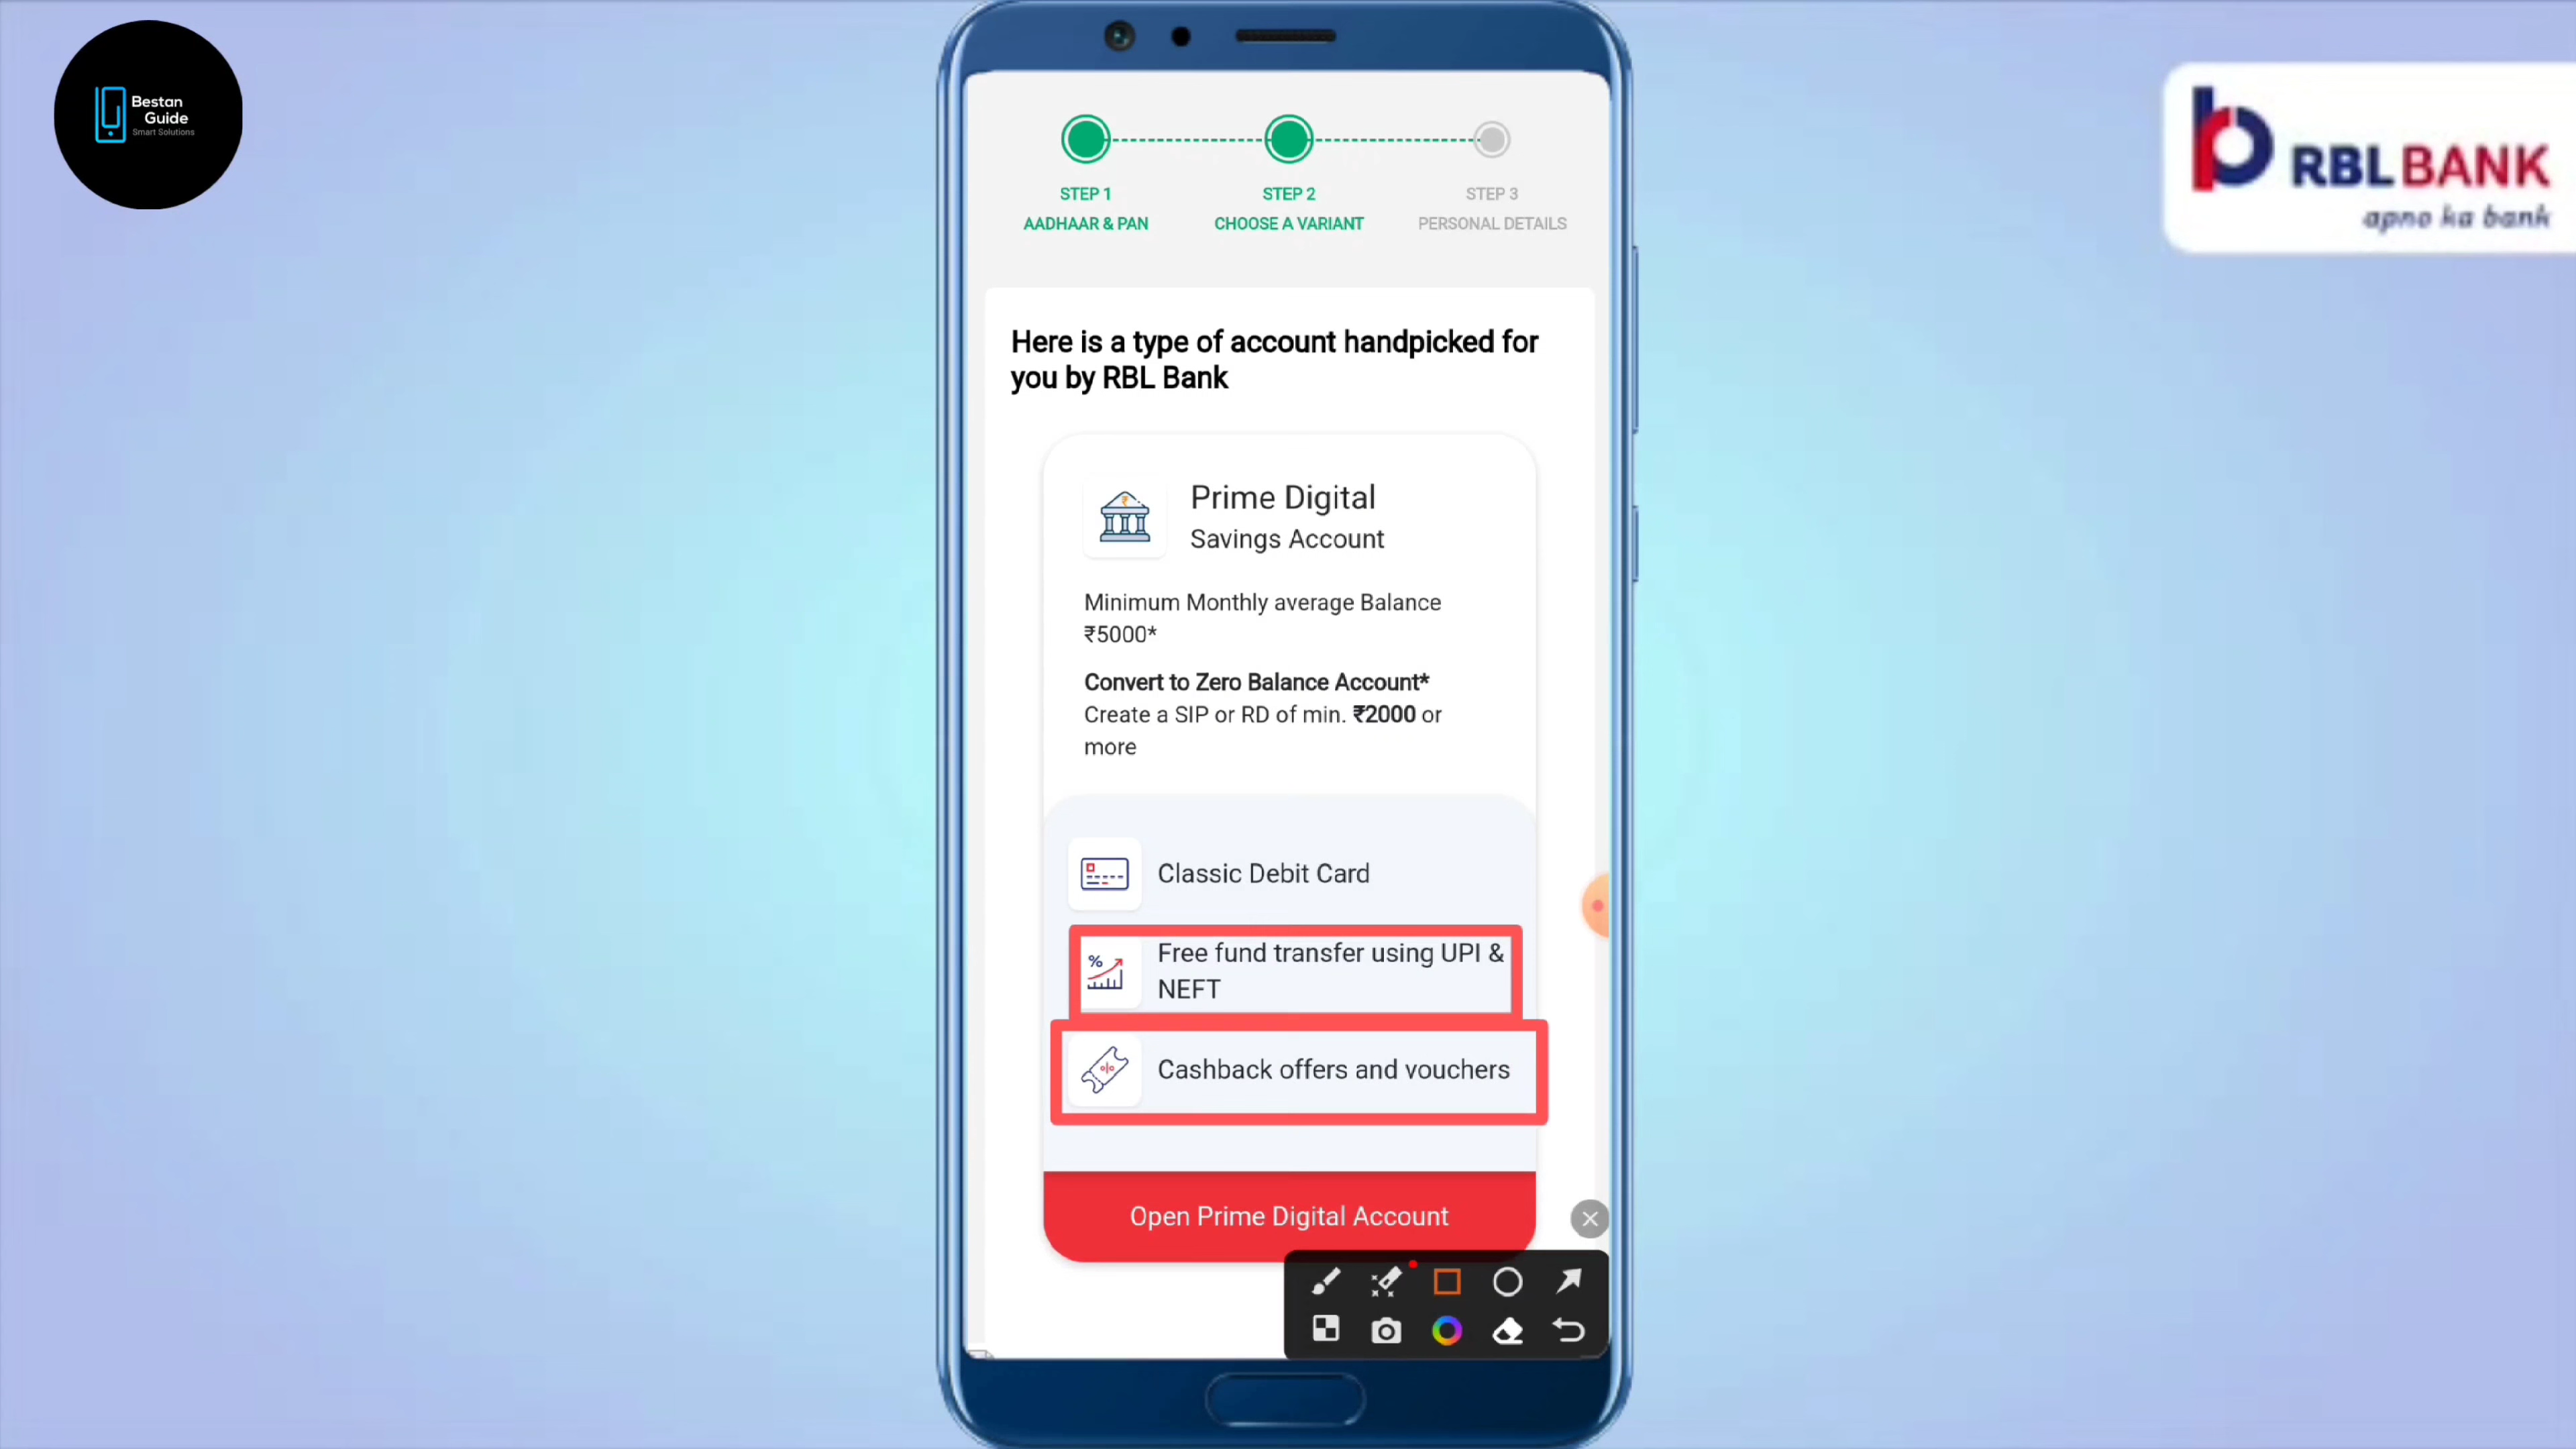 Bestan
Guide
Smart Solutions
RBL BANK
apno ka bank
STEP 1
AADHAAR & PAN
STEP 2
CHOOSE A VARIANT
STEP 3
PERSONAL DETAILS
Here is a type of account handpicked for
you by RBL Bank
Prime Digital
Savings Account
Minimum Monthly average Balance
₹5000*
Convert to Zero Balance Account*
Create a SIP or RD of min. ₹2000 or
more
Classic Debit Card
Free fund transfer using UPI &
NEFT
Cashback offers and vouchers
Open Prime Digital Account